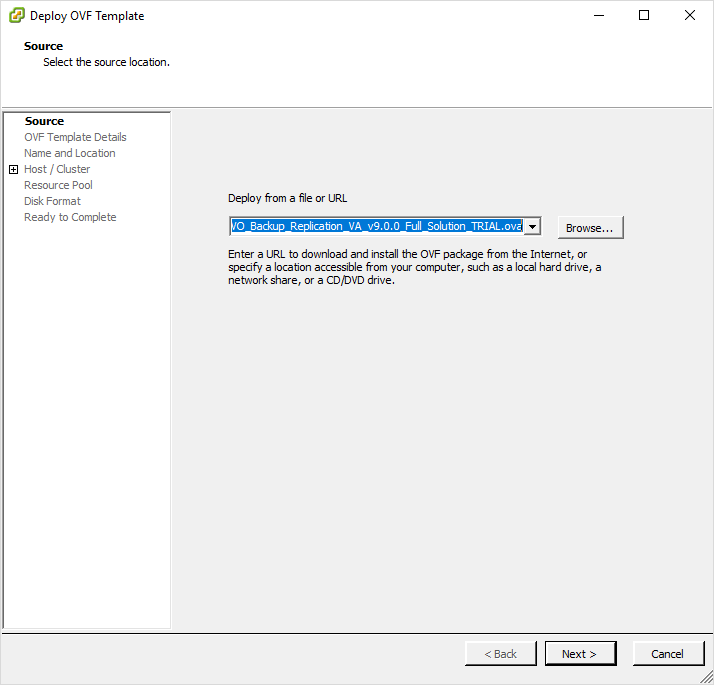 Deploy OVF Template
Source
Select the source location.
Source
OVF Template Details
Name and Location
Host / Cluster
Resource Pool
Disk Format
Ready to Complete
Deploy from a file or URL
VO_Backup_Replication_VA_v9.0.0_Full_Solution_TRIAL.ova
Browse...
Enter a URL to download and install the OVF package from the Internet, or
specify a location accessible from your computer, such as a local hard drive, a
network share, or a CD/DVD drive.
< Back
Next >
Cancel